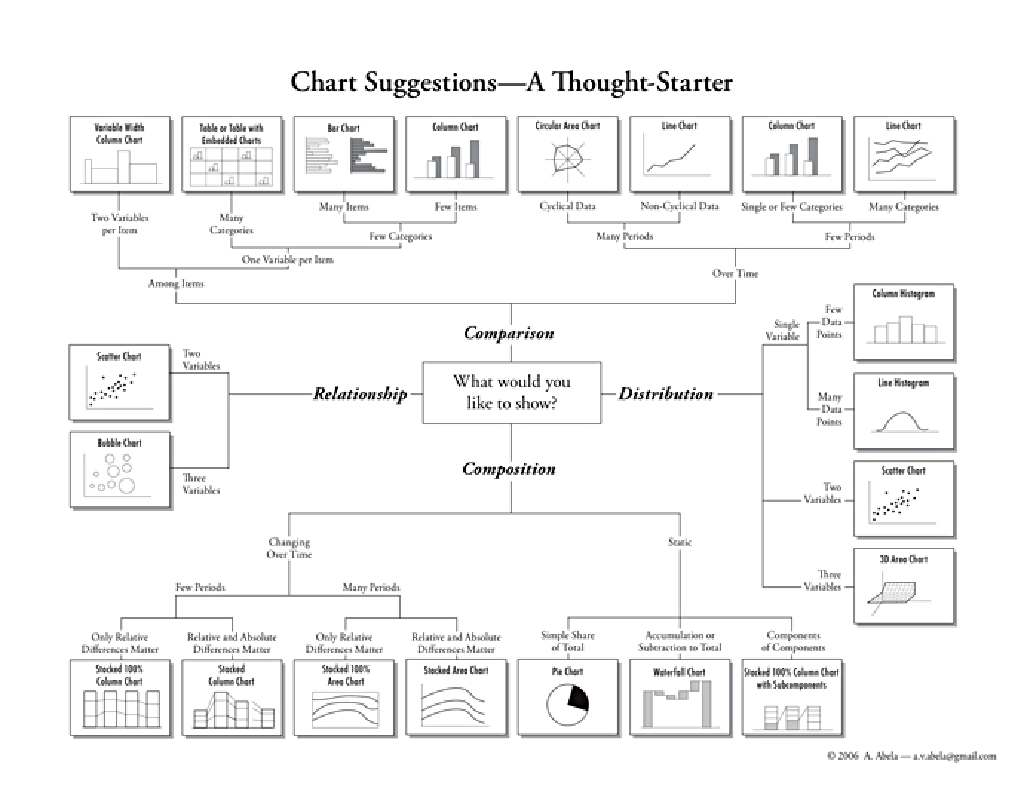 Chart Suggestions—A Thought-Starter
Variable Width
Column Chart
Table or Table with
Embedded Charts
Bar Chart
Column Chart
Circular Area Chart
Line Chart
Column Chart
Line Chart
Two Variables
per Item
Many
Categories
Many Items
Few Items
Cyclical Data
Non-Cyclical Data
Single or Few Categories
Many Categories
Few Categories
Many Periods
Few Periods
One Variable per Item
Over Time
Among Items
Comparison
Scatter Chart
Two
Variables
Bubble Chart
Three
Variables
Relationship
What would you
like to show?
Distribution
Single
Variable
Few
Data
Points
Column Histogram
Many
Data
Points
Line Histogram
Two
Variables
Scatter Chart
Three
Variables
3D Area Chart
Composition
Changing
Over Time
Static
Few Periods
Many Periods
Only Relative
Differences Matter
Relative and Absolute
Differences Matter
Only Relative
Differences Matter
Relative and Absolute
Differences Matter
Simple Share
of Total
Accumulation or
Subtraction to Total
Components
of Components
Stacked 100%
Column Chart
Stacked
Column Chart
Stacked 100%
Area Chart
Stacked Area Chart
Pie Chart
Waterfall Chart
Stacked 100% Column Chart
with Subcomponents
© 2006 A. Abela — a.v.abela@gmail.com